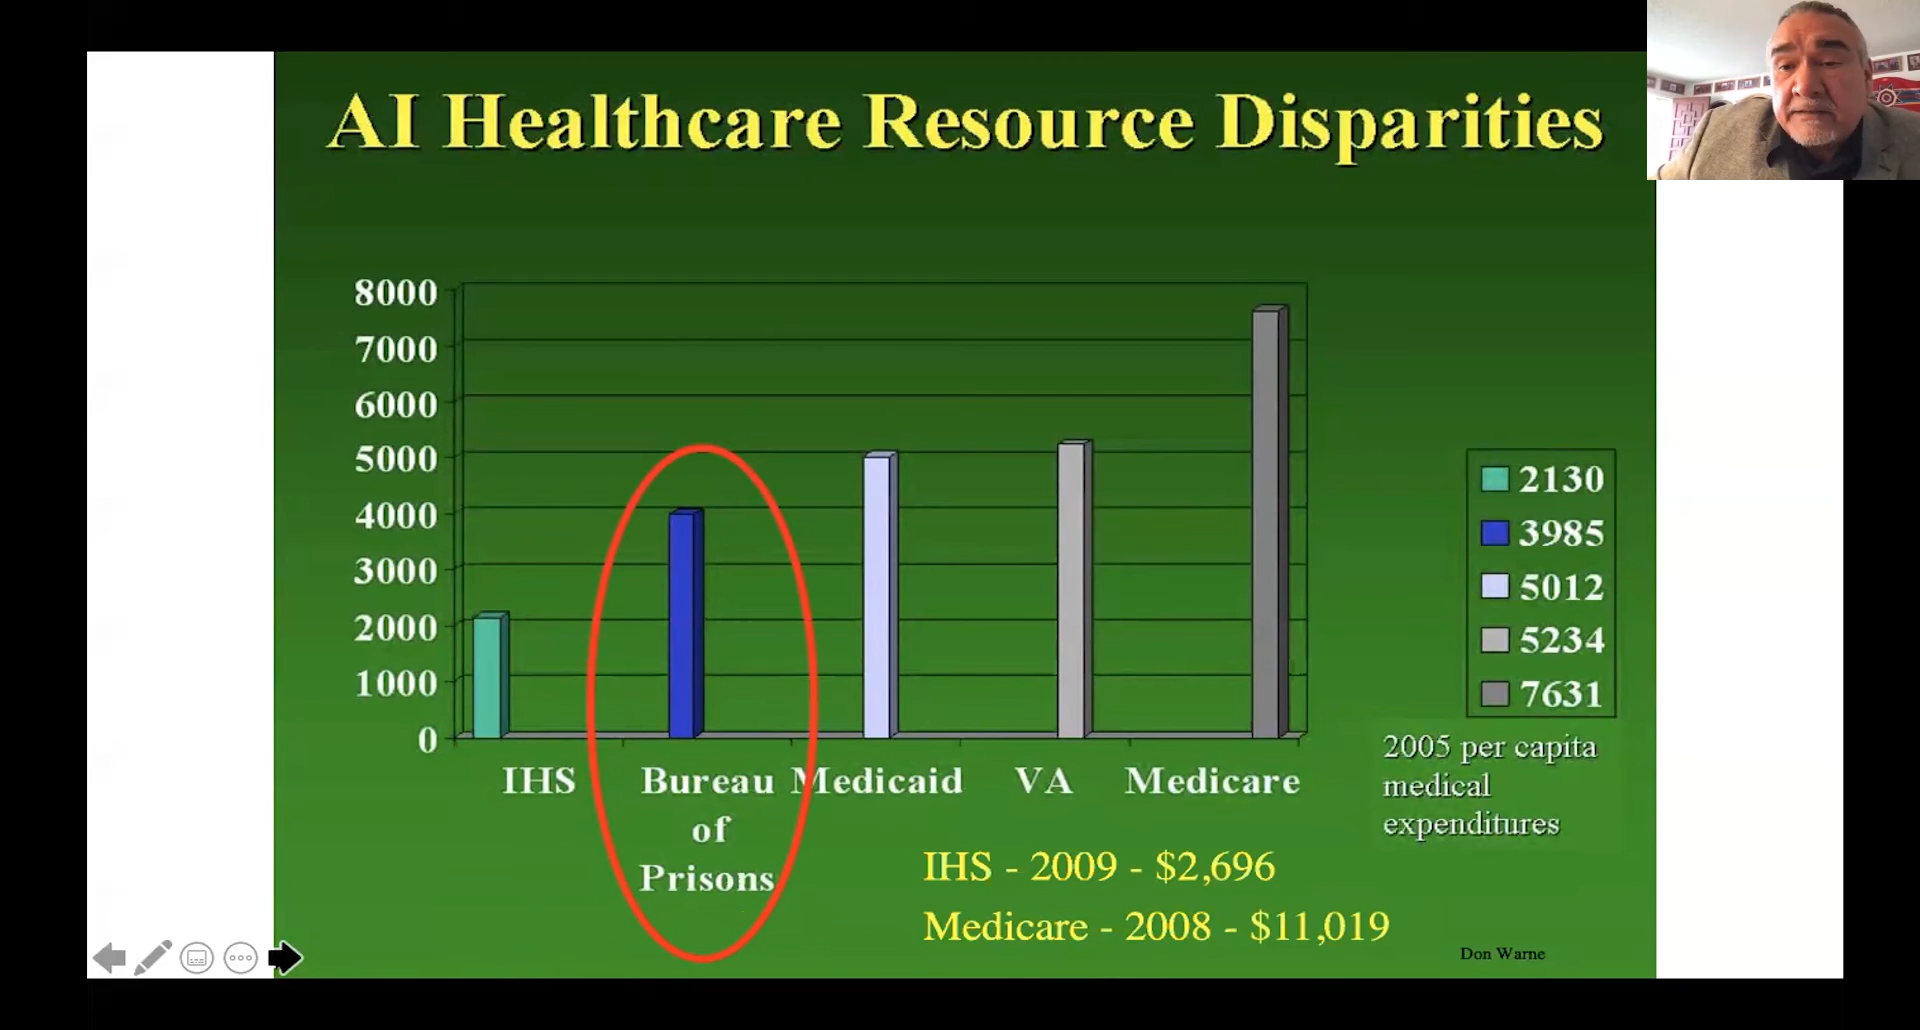 AI Healthcare Resource Disparities
8000
7000
6000
5000
4000
3000
2000
1000
0
IHS
Bureau
of
Prisons
Medicaid
VA
Medicare
2130
3985
5012
5234
7631
2005 per capita
medical
expenditures
IHS - 2009 - $2,696
Medicare - 2008 - $11,019
Don Warne